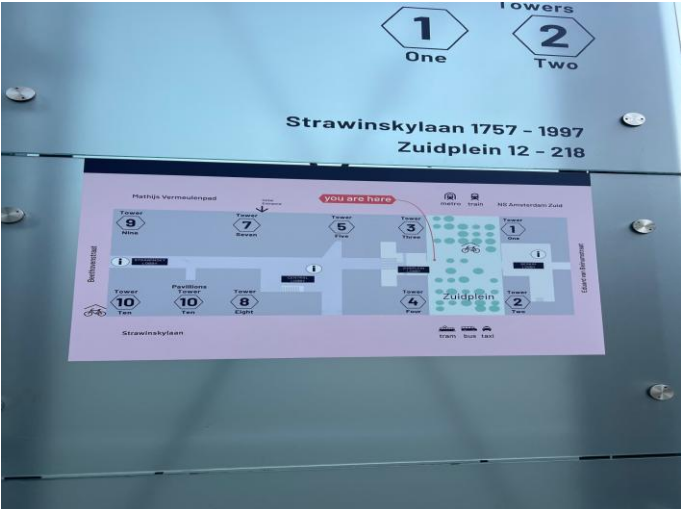 Towers
1
2
One
Two
Strawinskylaan 1757 - 1997
Zuidplein 12 - 218
Mathijs Vermeulenpad
you are here
metro train
NS Amsterdam Zuid
Tower
9
Nine
Tower
7
Seven
Tower
5
Five
Tower
3
Three
Tower
1
One
Beethovenstraat
i
i
i
Eduard van Beinumstraat
Tower
10
Ten
Pavillions
Tower
10
Ten
Tower
8
Eight
Tower
4
Four
Zuidplein
Tower
2
Two
Strawinskylaan
tram bus taxi